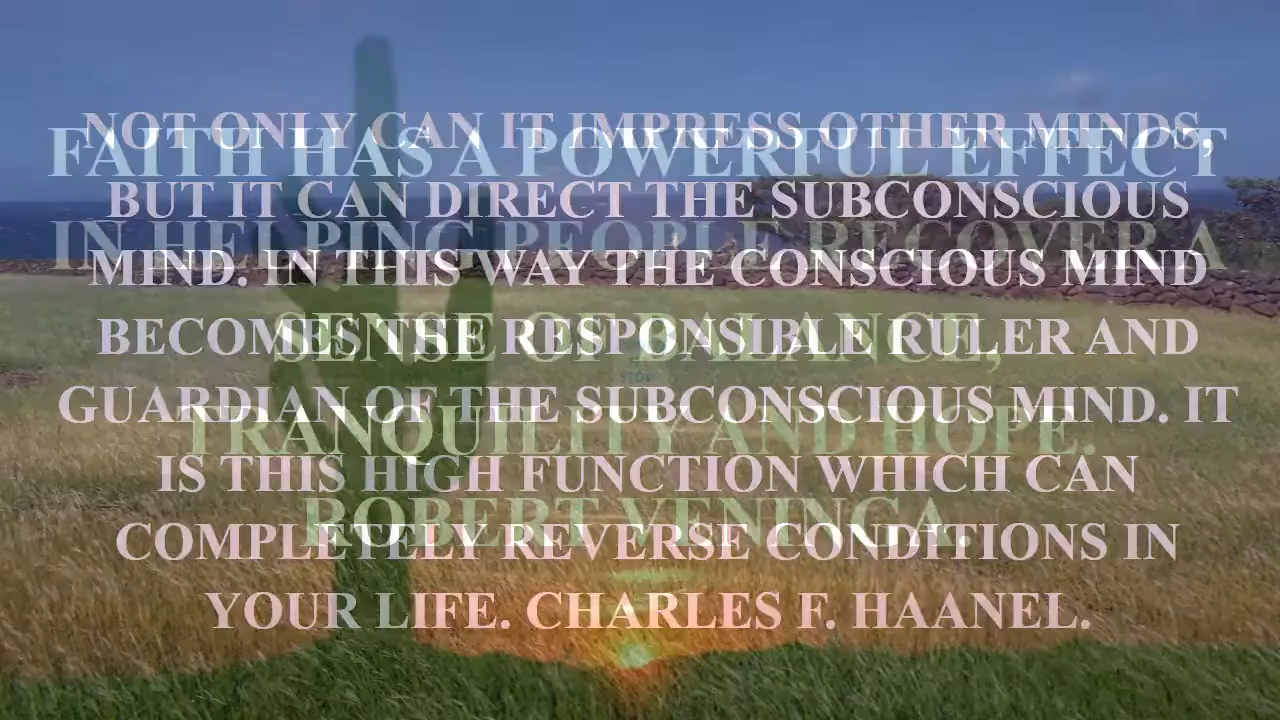 NOT ONLY CAN IT IMPRESS OTHER MINDS,
BUT IT CAN DIRECT THE SUBCONSCIOUS
MIND. IN THIS WAY THE CONSCIOUS MIND
BECOMES THE RESPONSIBLE RULER AND
GUARDIAN OF THE SUBCONSCIOUS MIND. IT
IS THIS HIGH FUNCTION WHICH CAN
COMPLETELY REVERSE CONDITIONS IN
YOUR LIFE. CHARLES F. HAANEL.
FAITH HAS A POWERFUL EFFECT
IN HELPING PEOPLE RECOVER A
SENSE OF BALANCE,
TRANQUILITY AND HOPE.
ROBERT VENINGA.
STOP